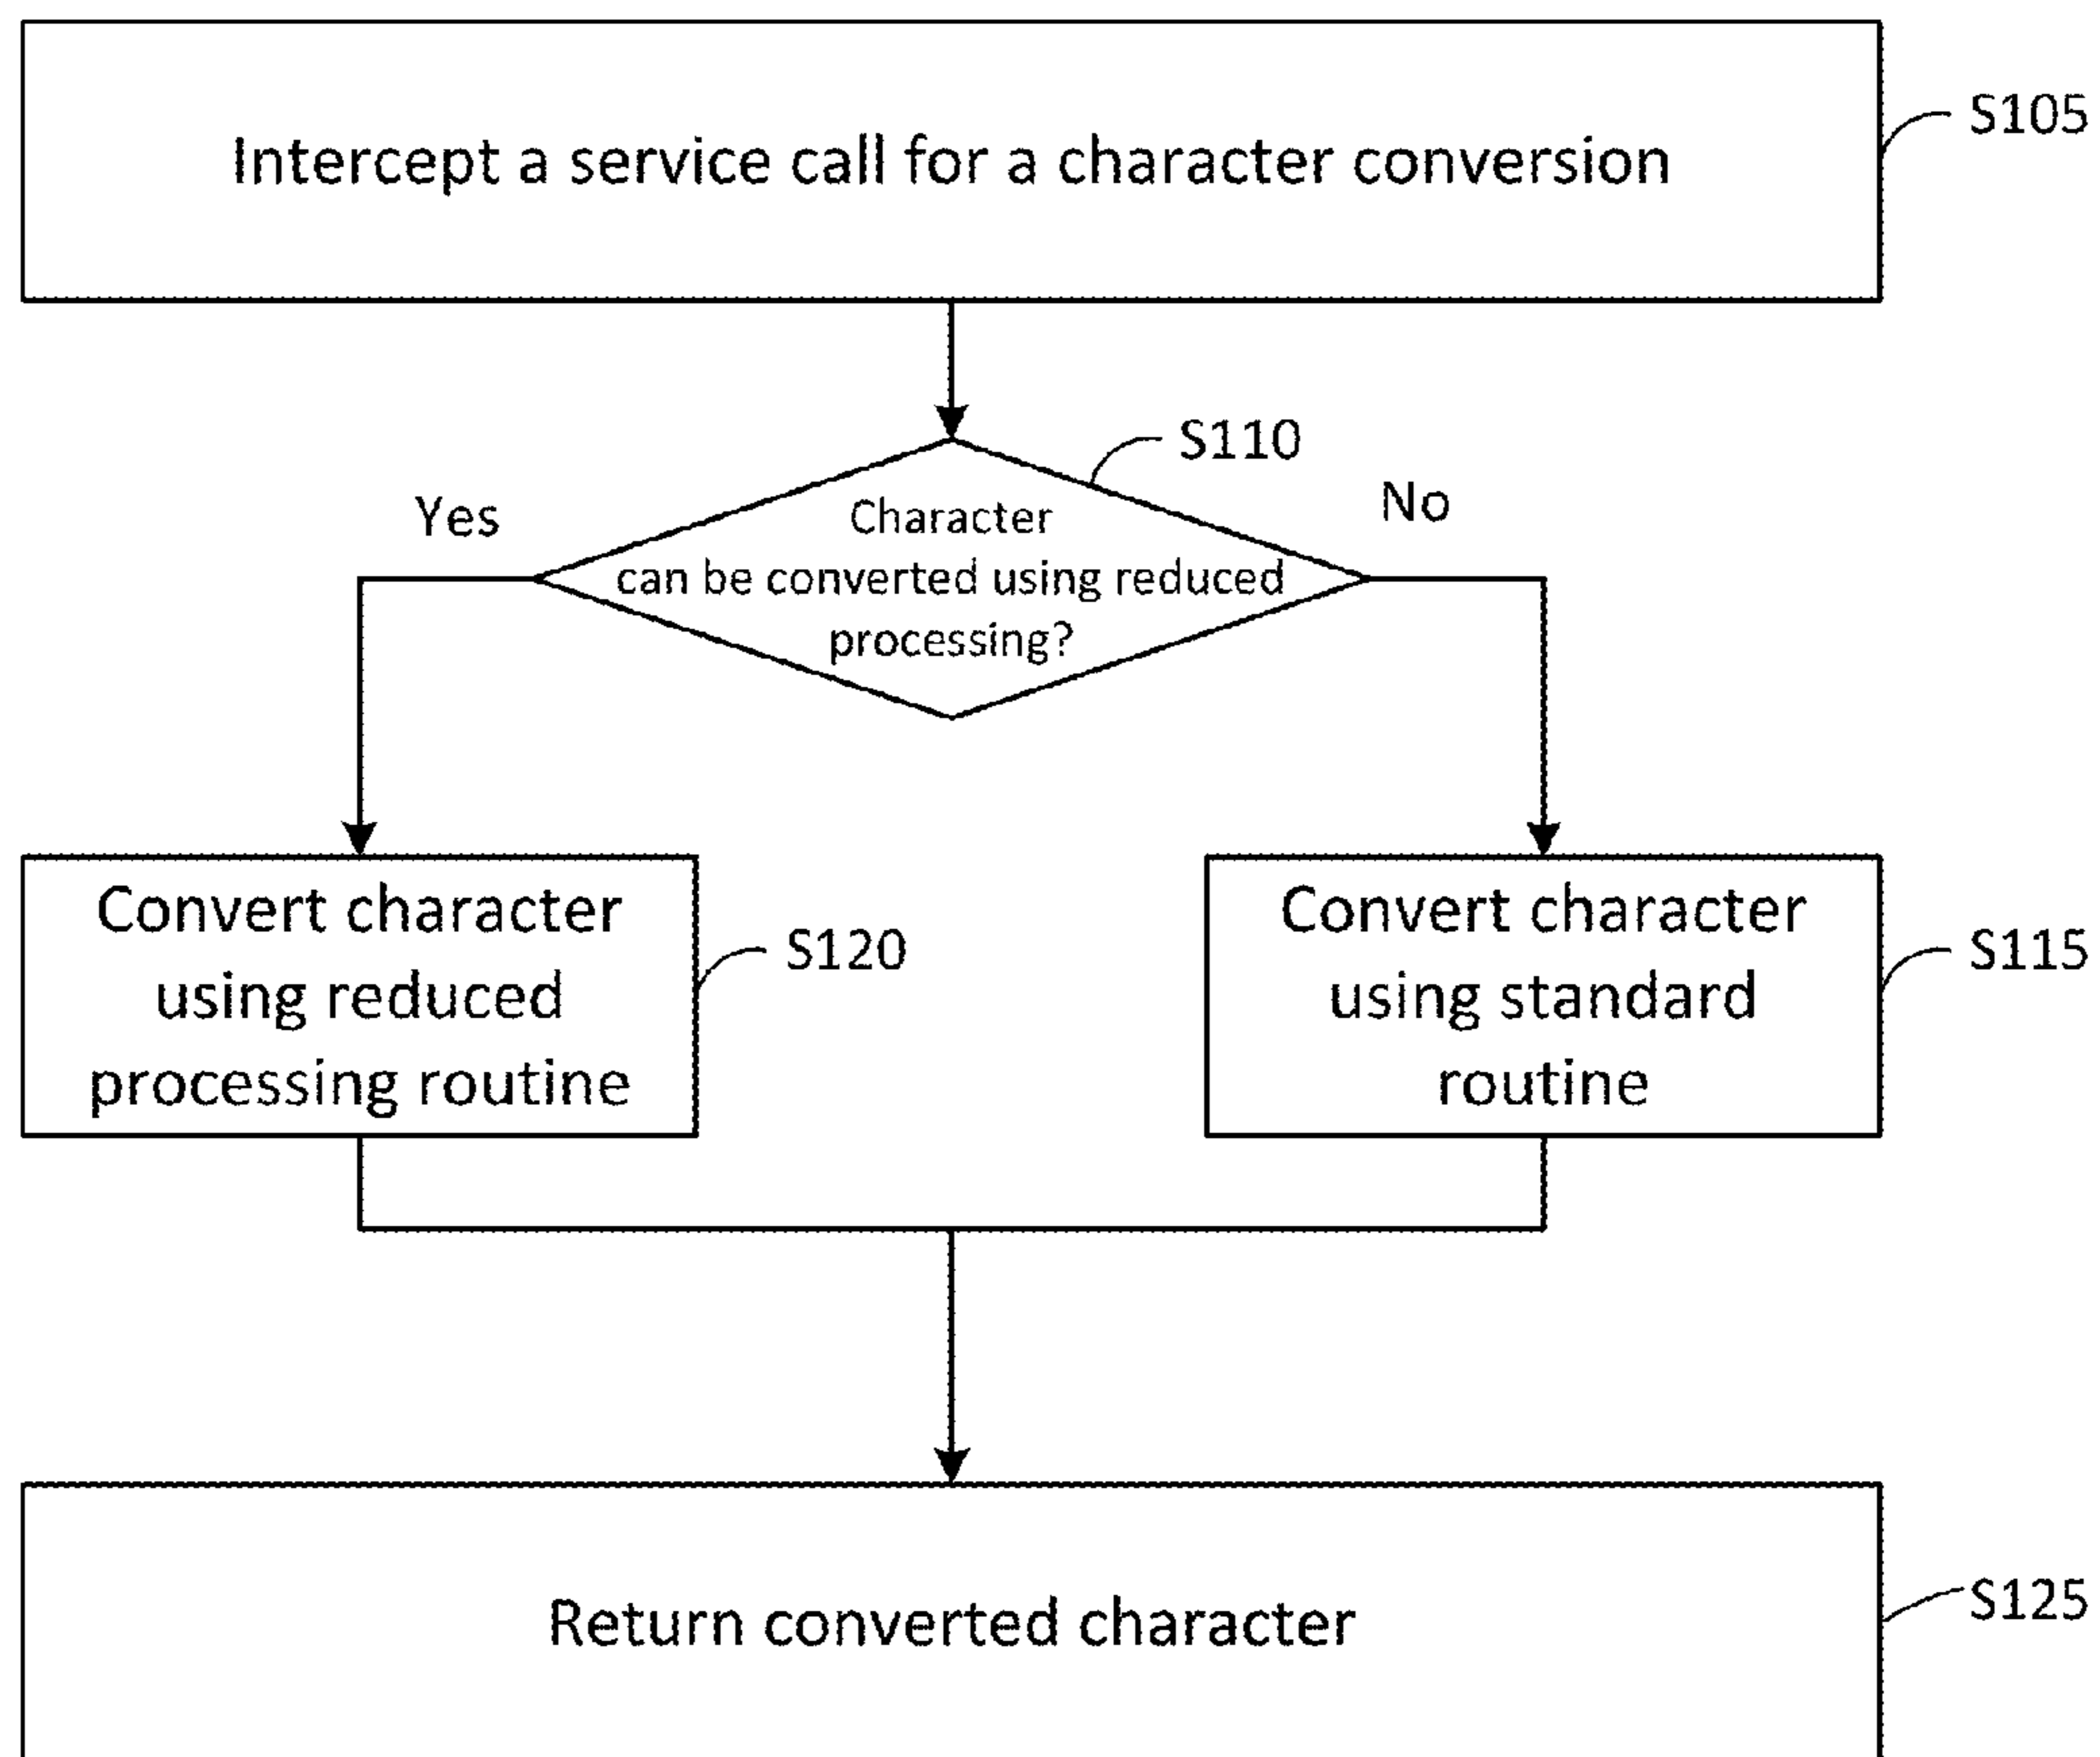 Intercept a service call for a character conversion
S105
S110
Yes
No
Character
can be converted using reduced
processing?
Convert character
using reduced
processing routine
S120
Convert character
using standard
routine
S115
Return converted character
S125